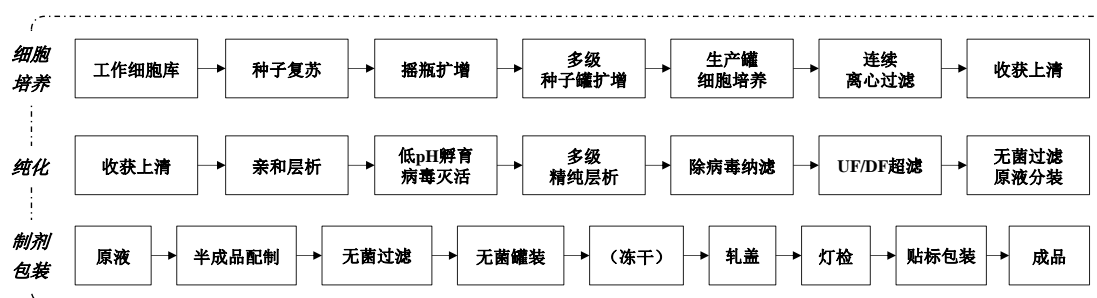 细胞
培养
工作细胞库
种子复苏
摇瓶扩增
多级
种子罐扩增
生产罐
细胞培养
连续
离心过滤
收获上清
纯化
收获上清
亲和层析
低pH孵育
病毒灭活
多级
精纯层析
除病毒纳滤
UF/DF超滤
无菌过滤
原液分装
制剂
包装
原液
半成品配制
无菌过滤
无菌罐装
（冻干）
轧盖
灯检
贴标包装
成品